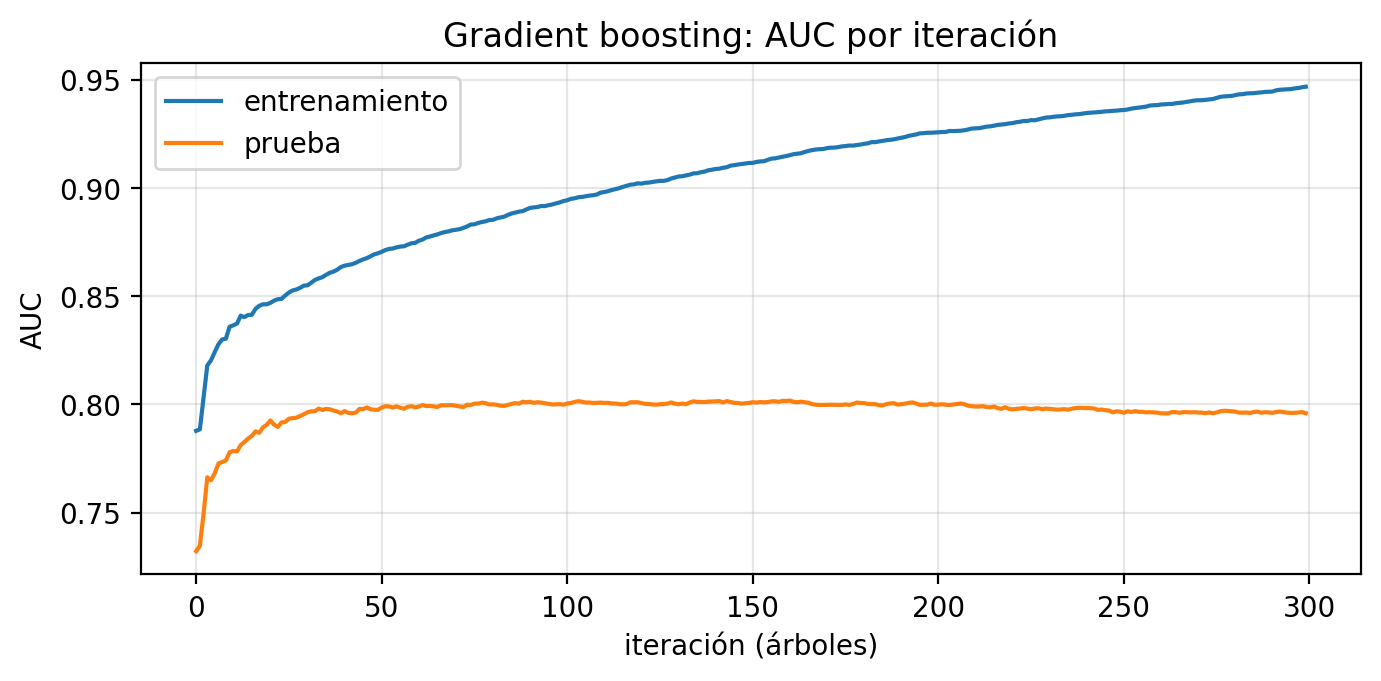 Gradient boosting: AUC por iteración
entrenamiento
prueba
AUC
0.95
0.90
0.85
0.80
0.75
0
50
100
150
200
250
300
iteración (árboles)